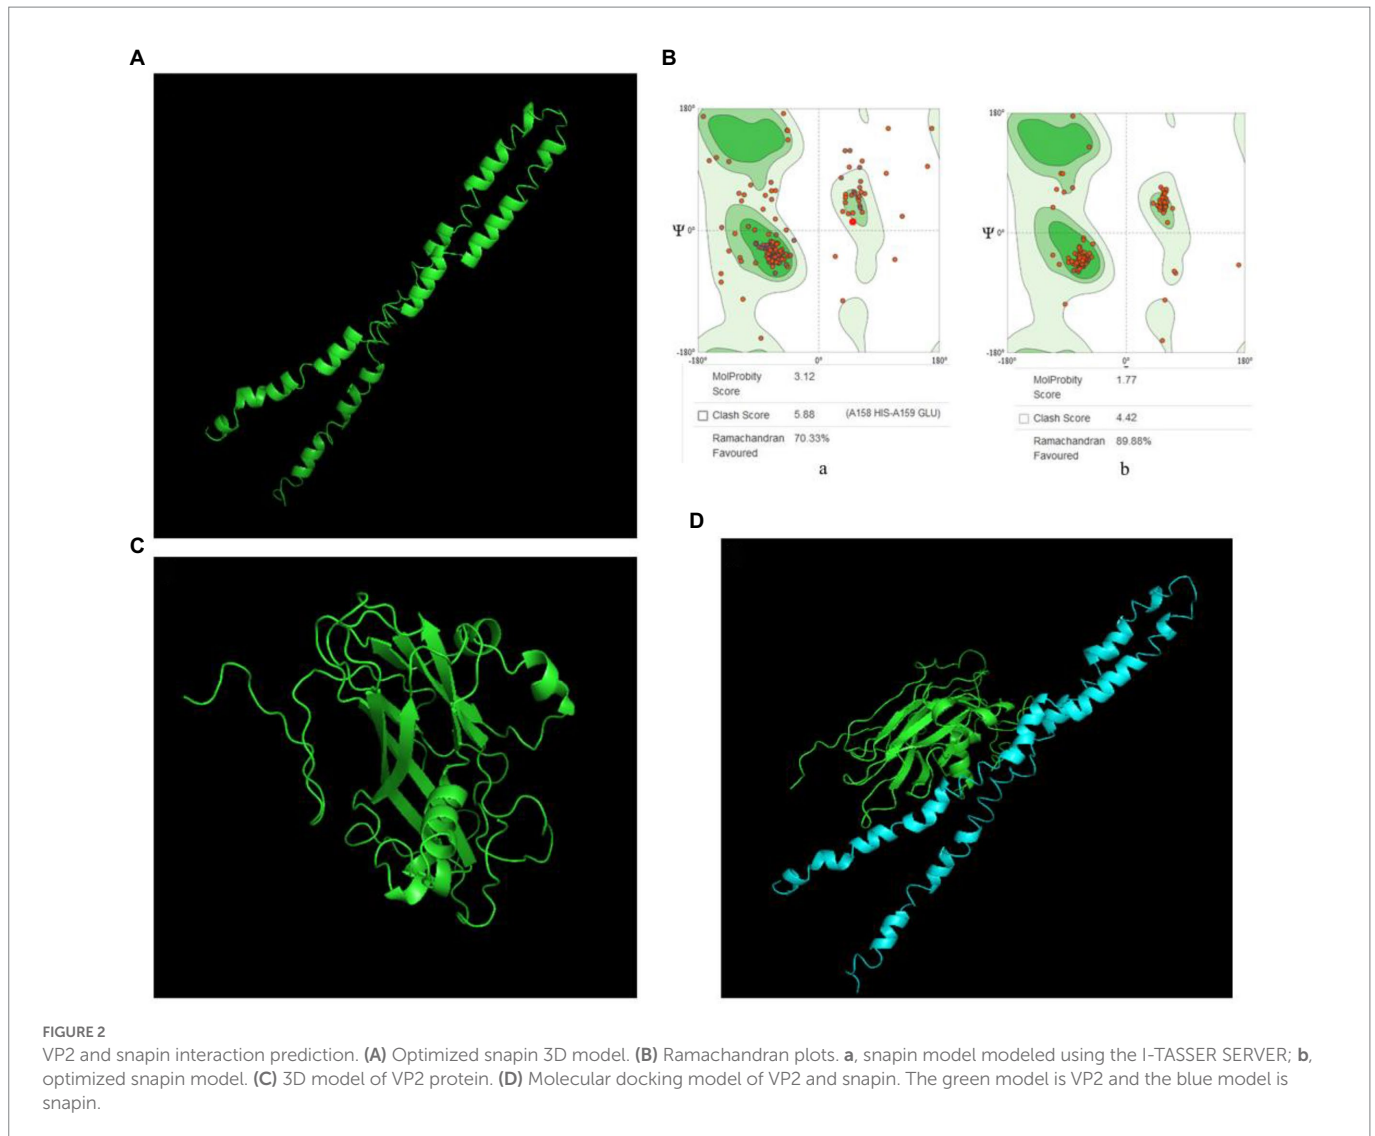 A
B
180°
Ψ 0°
-180°
-180°
0°
180°
MolProbity
Score
3.12
Clash Score
5.88
(A158 HIS-A159 GLU)
Ramachandran
Favoured
70.33%
a
180°
Ψ 0°
-180°
-180°
0°
180°
MolProbity
Score
1.77
Clash Score
4.42
Ramachandran
Favoured
89.88%
b
C
D
FIGURE 2
VP2 and snapin interaction prediction. (A) Optimized snapin 3D model. (B) Ramachandran plots. a, snapin model modeled using the I-TASSER SERVER; b,
optimized snapin model. (C) 3D model of VP2 protein. (D) Molecular docking model of VP2 and snapin. The green model is VP2 and the blue model is
snapin.